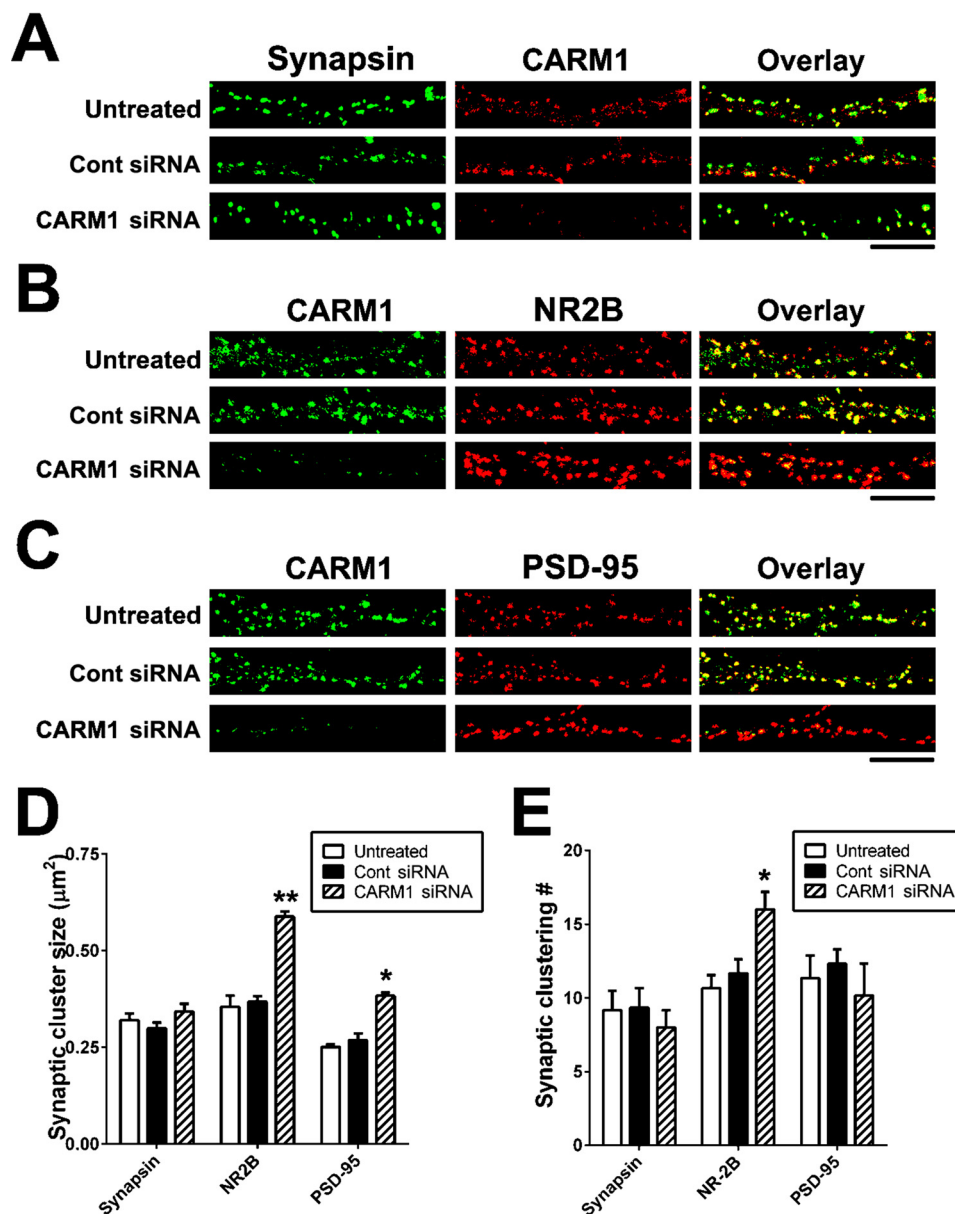 A
Synapsin CARM1 Overlay
Untreated
Cont siRNA
CARM1 siRNA
B
CARM1 NR2B Overlay
Untreated
Cont siRNA
CARM1 siRNA
C
CARM1 PSD-95 Overlay
Untreated
Cont siRNA
CARM1 siRNA
D
Synaptic cluster size (µm²)
0.75
0.50
0.25
0.00
Untreated
Cont siRNA
CARM1 siRNA
**
*
Synapsin
NR2B
PSD-95
E
Synaptic clustering #
20
15
10
5
0
Untreated
Cont siRNA
CARM1 siRNA
*
Synapsin
NR-2B
PSD-95